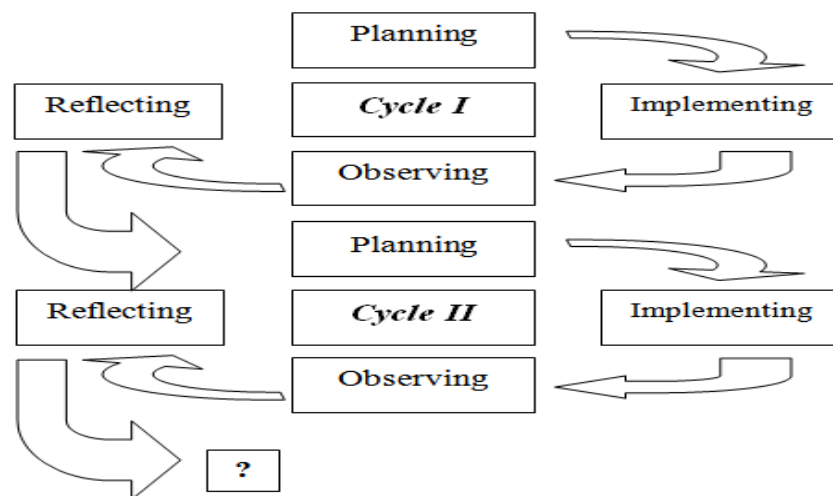 Planning
Reflecting
Cycle I
Implementing
Observing
Planning
Reflecting
Cycle II
Implementing
Observing
?